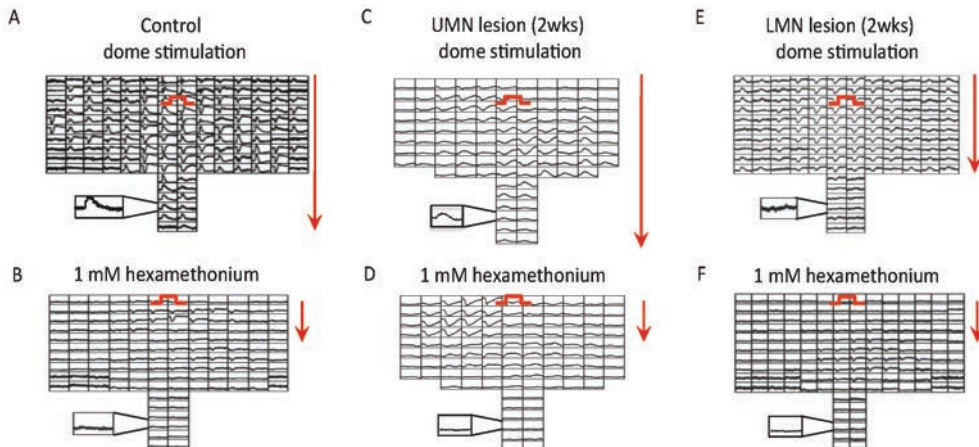 A
Control
dome stimulation
C
UMN lesion (2wks)
dome stimulation
E
LMN lesion (2wks)
dome stimulation
B
1 mM hexamethonium
D
1 mM hexamethonium
F
1 mM hexamethonium